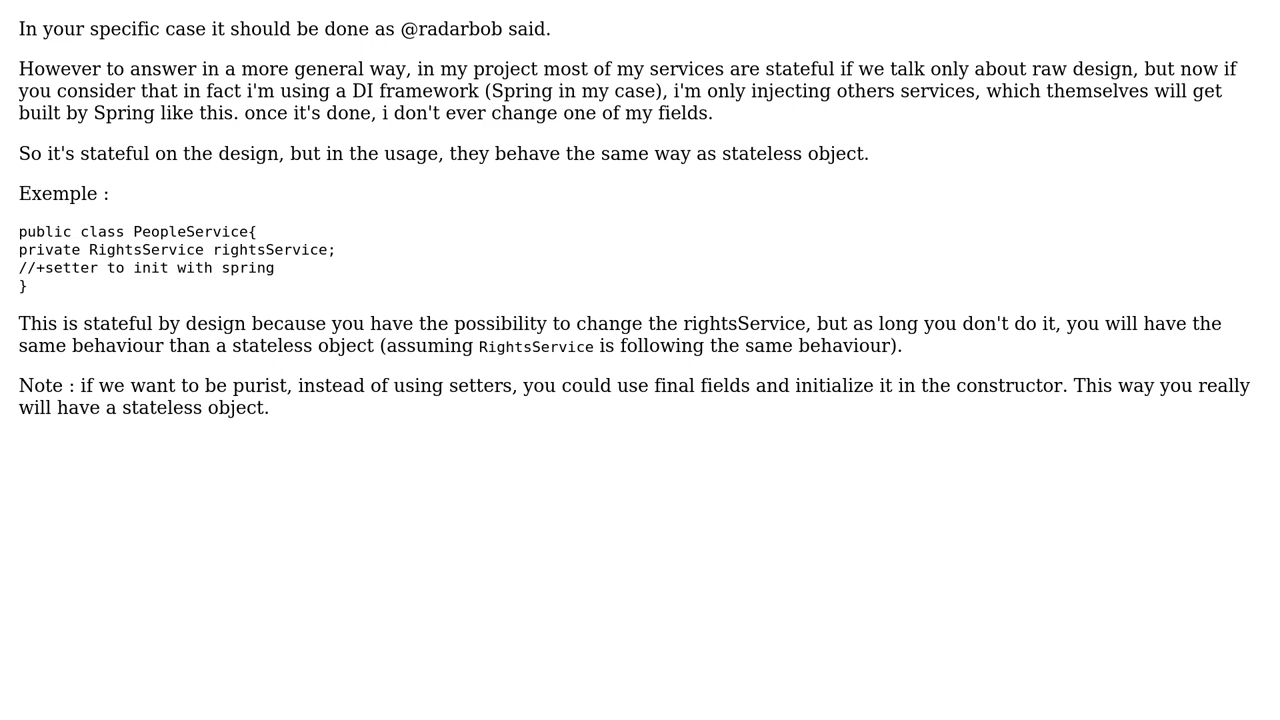 In your specific case it should be done as @radarbob said.
However to answer in a more general way, in my project most of my services are stateful if we talk only about raw design, but now if
you consider that in fact i'm using a DI framework (Spring in my case), i'm only injecting others services, which themselves will get
built by Spring like this. once it's done, i don't ever change one of my fields.
So it's stateful on the design, but in the usage, they behave the same way as stateless object.
Exemple :
public class PeopleService{
private RightsService rightsService;
//+setter to init with spring
}
This is stateful by design because you have the possibility to change the rightsService, but as long you don't do it, you will have the
same behaviour than a stateless object (assuming RightsService is following the same behaviour).
Note : if we want to be purist, instead of using setters, you could use final fields and initialize it in the constructor. This way you really
will have a stateless object.